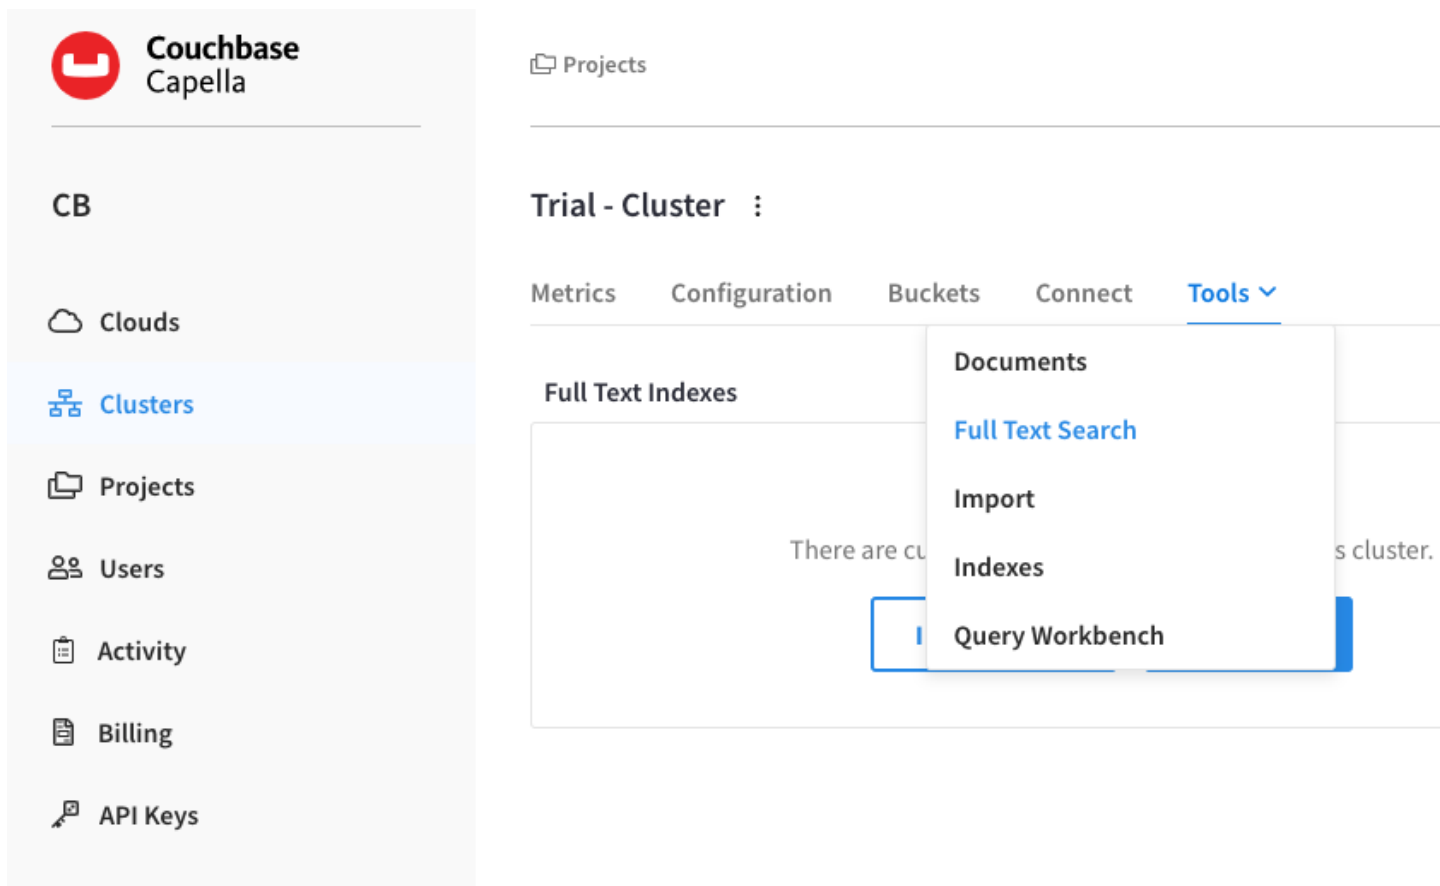 Couchbase
Capella
CB
Clouds
Clusters
Projects
Users
Activity
Billing
API Keys
Projects
Trial - Cluster
Metrics Configuration Buckets Connect Tools
Documents
Full Text Search
Import
Indexes
Query Workbench
Full Text Indexes
There are cluster.